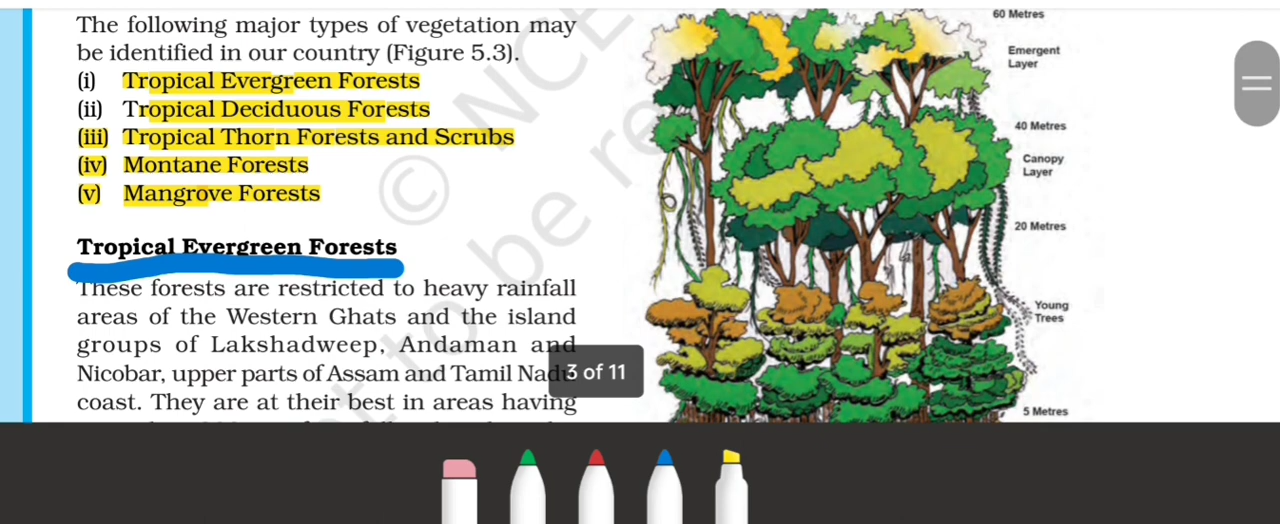 The following major types of vegetation may
be identified in our country (Figure 5.3).
(i) Tropical Evergreen Forests
(ii) Tropical Deciduous Forests
(iii) Tropical Thorn Forests and Scrubs
(iv) Montane Forests
(v) Mangrove Forests
Tropical Evergreen Forests
These forests are restricted to heavy rainfall
areas of the Western Ghats and the island
groups of Lakshadweep, Andaman and
Nicobar, upper parts of Assam and Tamil Nadu
coast. They are at their best in areas having
3 of 11
60 Metres
Emergent
Layer
40 Metres
Canopy
Layer
20 Metres
Young
Trees
5 Metres
© NCE
to be re